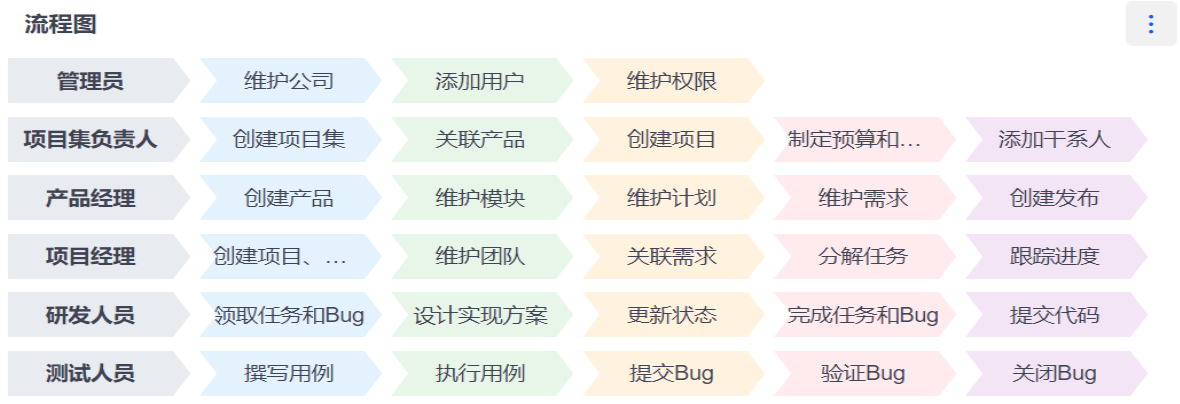 流程图
管理员 维护公司 添加用户 维护权限
项目集负责人 创建项目集 关联产品 创建项目 制定预算和... 添加干系人
产品经理 创建产品 维护模块 维护计划 维护需求 创建发布
项目经理 创建项目、... 维护团队 关联需求 分解任务 跟踪进度
研发人员 领取任务和Bug 设计实现方案 更新状态 完成任务和Bug 提交代码
测试人员 撰写用例 执行用例 提交Bug 验证Bug 关闭Bug